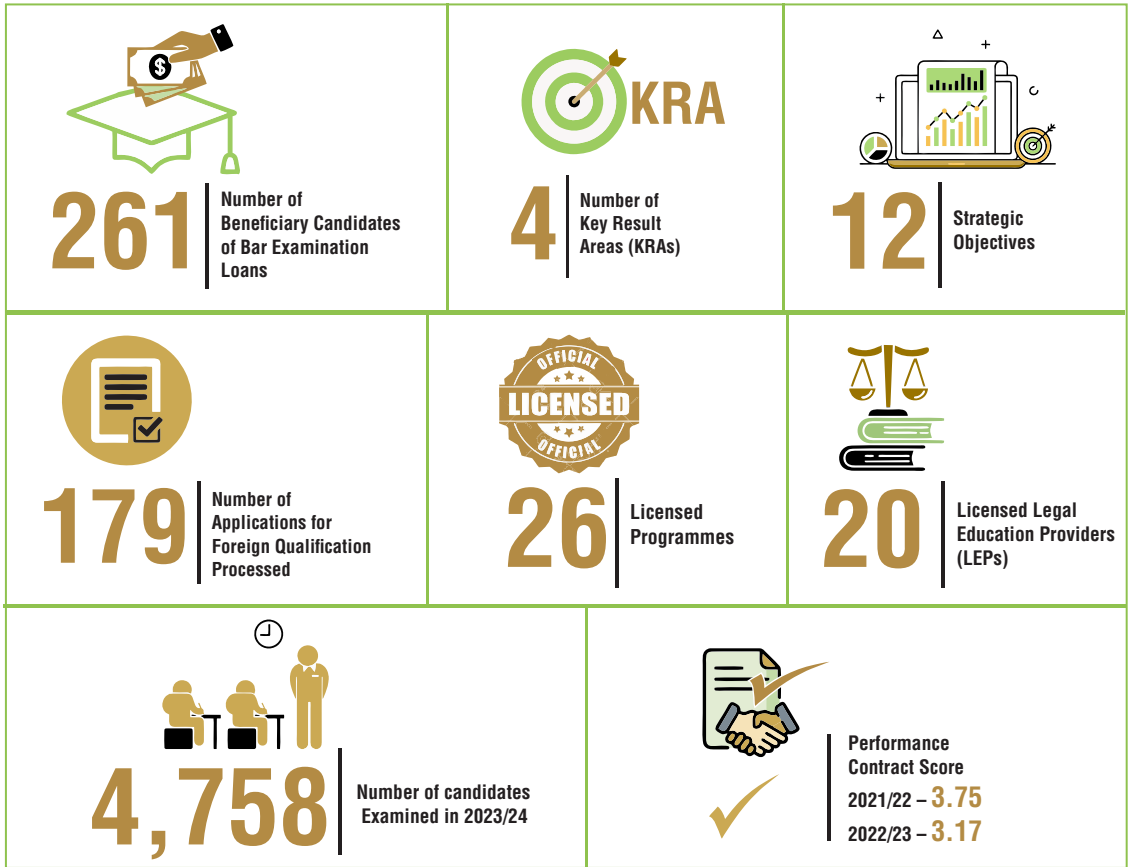 $
261
Number of
Beneficiary Candidates
of Bar Examination
Loans
KRA
4
Number of
Key Result
Areas (KRAs)
12
Strategic
Objectives
179
Number of
Applications for
Foreign Qualification
Processed
OFFICIAL
LICENSED
OFFICIAL
26
Licensed
Programmes
20
Licensed Legal
Education Providers
(LEPs)
4,758
Number of candidates
Examined in 2023/24
Performance
Contract Score
2021/22 – 3.75
2022/23 – 3.17